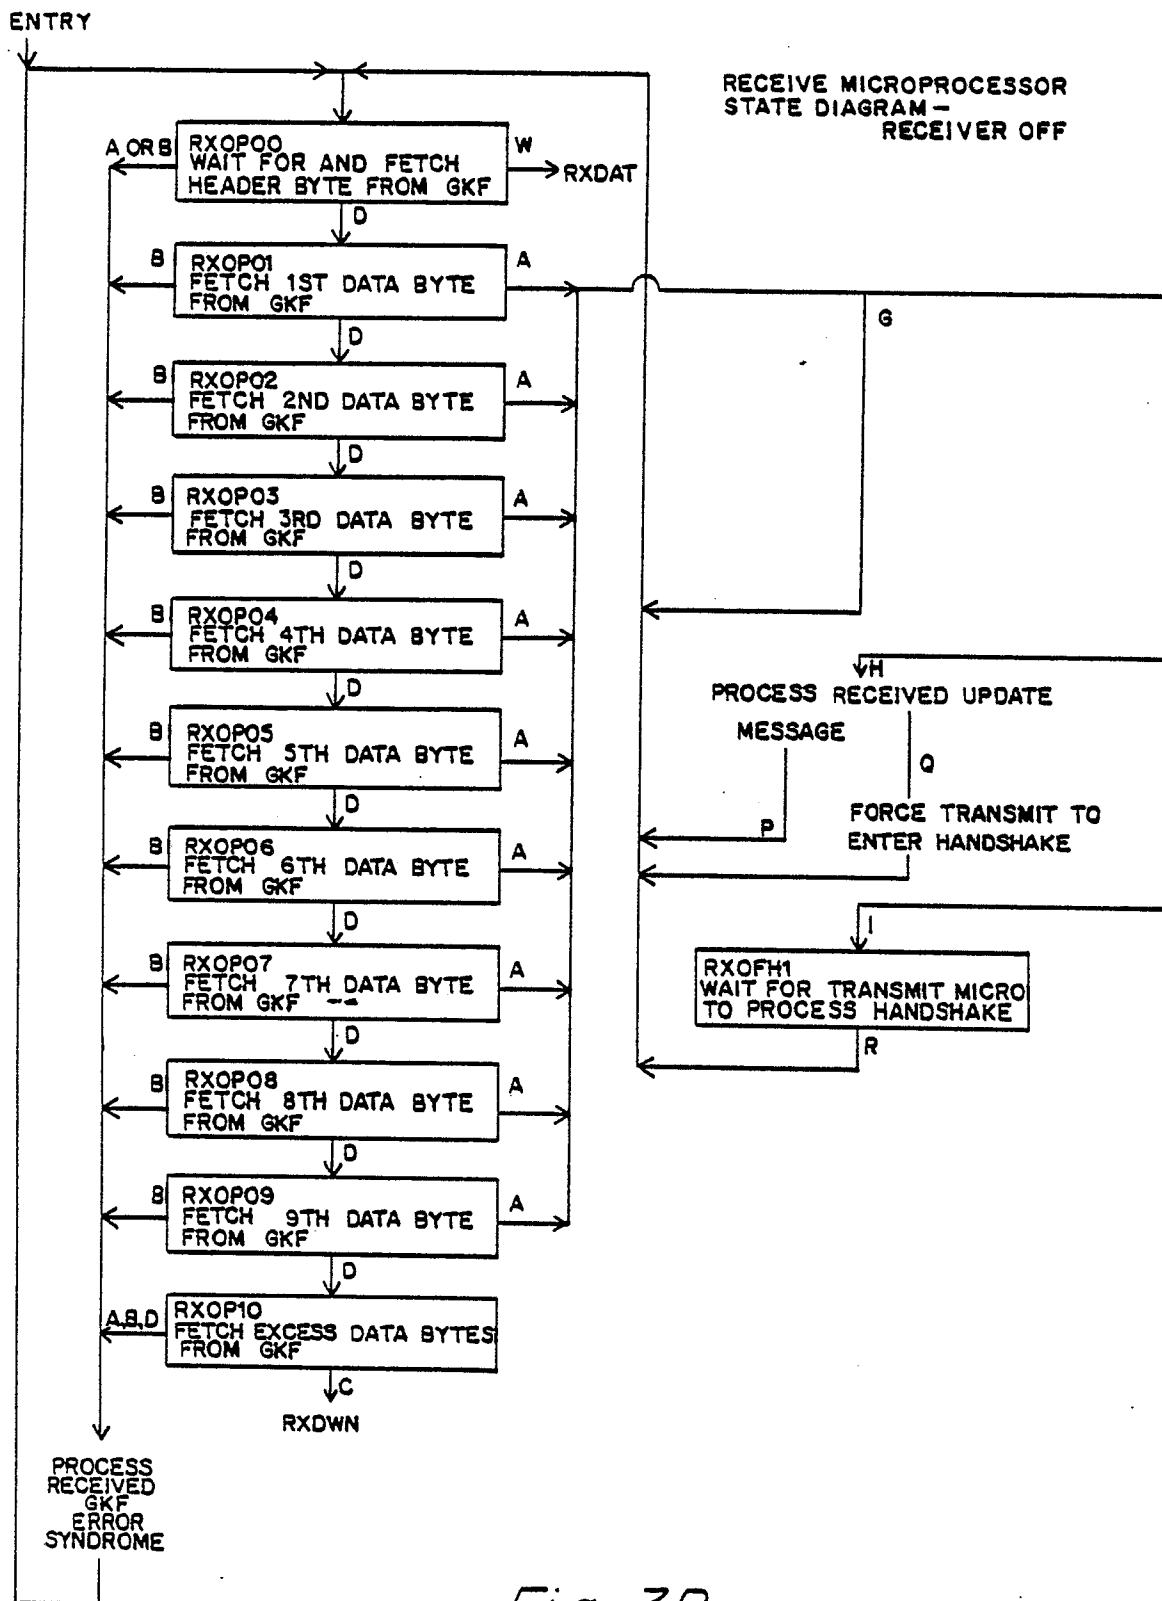 ENTRY
RECEIVE MICROPROCESSOR
STATE DIAGRAM —
RECEIVER OFF
A OR B
RXOP00
WAIT FOR AND FETCH
HEADER BYTE FROM GKF
W
RXDAT
D
B
RXOP01
FETCH 1ST DATA BYTE
FROM GKF
A
G
D
B
RXOP02
FETCH 2ND DATA BYTE
FROM GKF
A
D
B
RXOP03
FETCH 3RD DATA BYTE
FROM GKF
A
D
B
RXOP04
FETCH 4TH DATA BYTE
FROM GKF
A
D
H
PROCESS RECEIVED UPDATE
MESSAGE
B
RXOP05
FETCH 5TH DATA BYTE
FROM GKF
A
D
Q
P
FORCE TRANSMIT TO
ENTER HANDSHAKE
B
RXOP06
FETCH 6TH DATA BYTE
FROM GKF
A
D
I
B
RXOP07
FETCH 7TH DATA BYTE
FROM GKF
A
D
RXOFH1
WAIT FOR TRANSMIT MICRO
TO PROCESS HANDSHAKE
R
B
RXOP08
FETCH 8TH DATA BYTE
FROM GKF
A
D
B
RXOP09
FETCH 9TH DATA BYTE
FROM GKF
A
D
A,B,D
RXOP10
FETCH EXCESS DATA BYTES
FROM GKF
C
RXDWN
PROCESS
RECEIVED
GKF
ERROR
SYNDROME